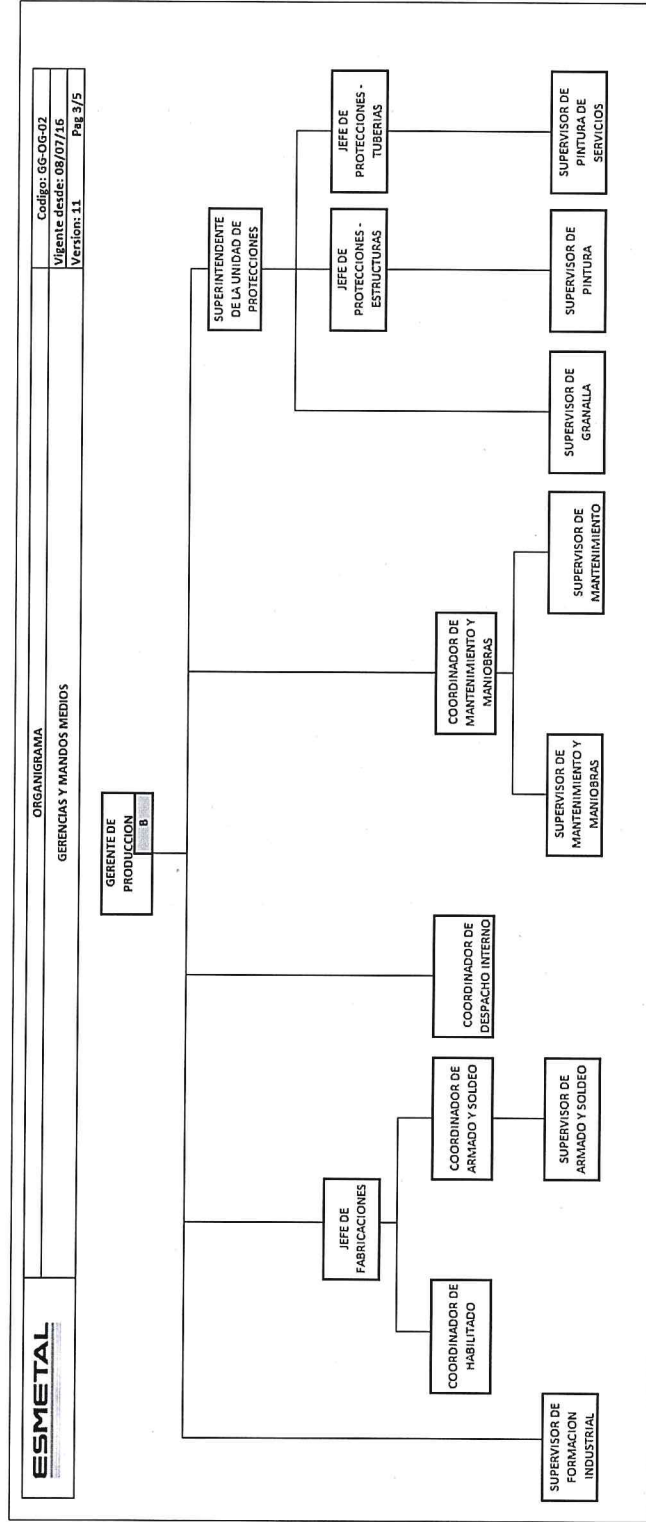 ESMETAL
ORGANIGRAMA
GERENCIAS Y MANDOS MEDIOS
Codigo: GG-OG-02
Vigente desde: 08/07/16
Version: 11 Pag 3/5
GERENTE DE
PRODUCCION
B
SUPERINTENDENTE
DE LA UNIDAD DE
PROTECCIONES
JEFE DE
FABRICACIONES
JEFE DE
PROTECCIONES -
ESTRUCTURAS
JEFE DE
PROTECCIONES -
TUBERIAS
COORDINADOR DE
HABILITADO
COORDINADOR DE
ARMADO Y SOLDEO
COORDINADOR DE
DESPACHO INTERNO
COORDINADOR DE
MANTENIMIENTO Y
MANIOBRAS
SUPERVISOR DE
FORMACION
INDUSTRIAL
SUPERVISOR DE
ARMADO Y SOLDEO
SUPERVISOR DE
MANTENIMIENTO Y
MANIOBRAS
SUPERVISOR DE
MANTENIMIENTO
SUPERVISOR DE
GRANALLA
SUPERVISOR DE
PINTURA
SUPERVISOR DE
PINTURA DE
SERVICIOS